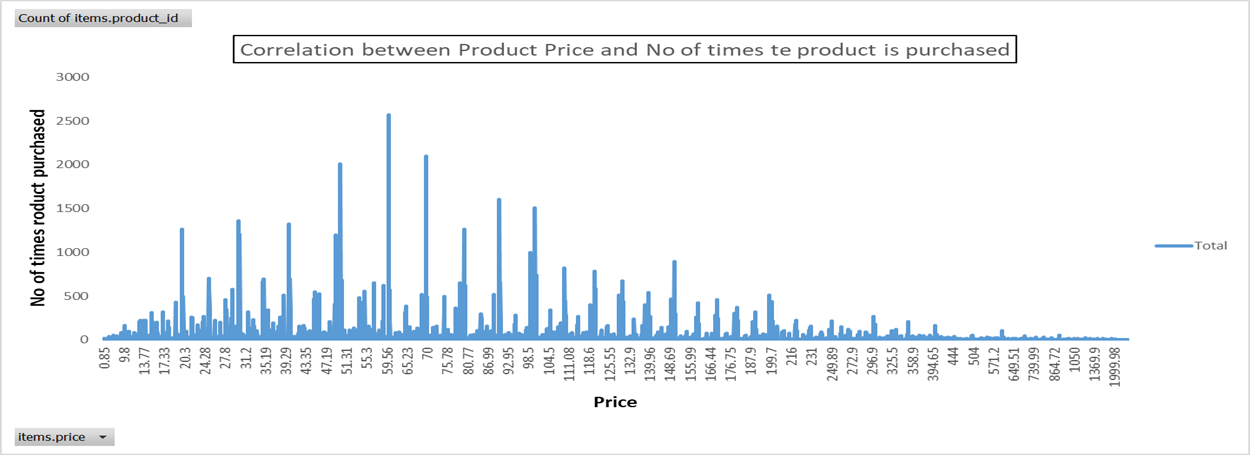 Count of items.product_id
Correlation between Product Price and No of times te product is purchased
No of times roduct purchased
3000
2500
2000
1500
1000
500
0
0.85 9.8 13.77 17.33 20.3 24.28 27.8 31.2 35.19 39.29 43.35 47.19 51.31 55.3 59.56 63.23 70 75.78 80.77 86.99 92.95 98.5 104.5 111.08 118.6 125.55 132.9 139.96 148.69 155.99 166.44 176.75 187.9 199.7 216 231 249.89 272.9 296.9 325.5 358.9 394.65 444 504 571.2 649.51 739.99 864.72 1050 1369.9 1999.98
Total
Price
items.price